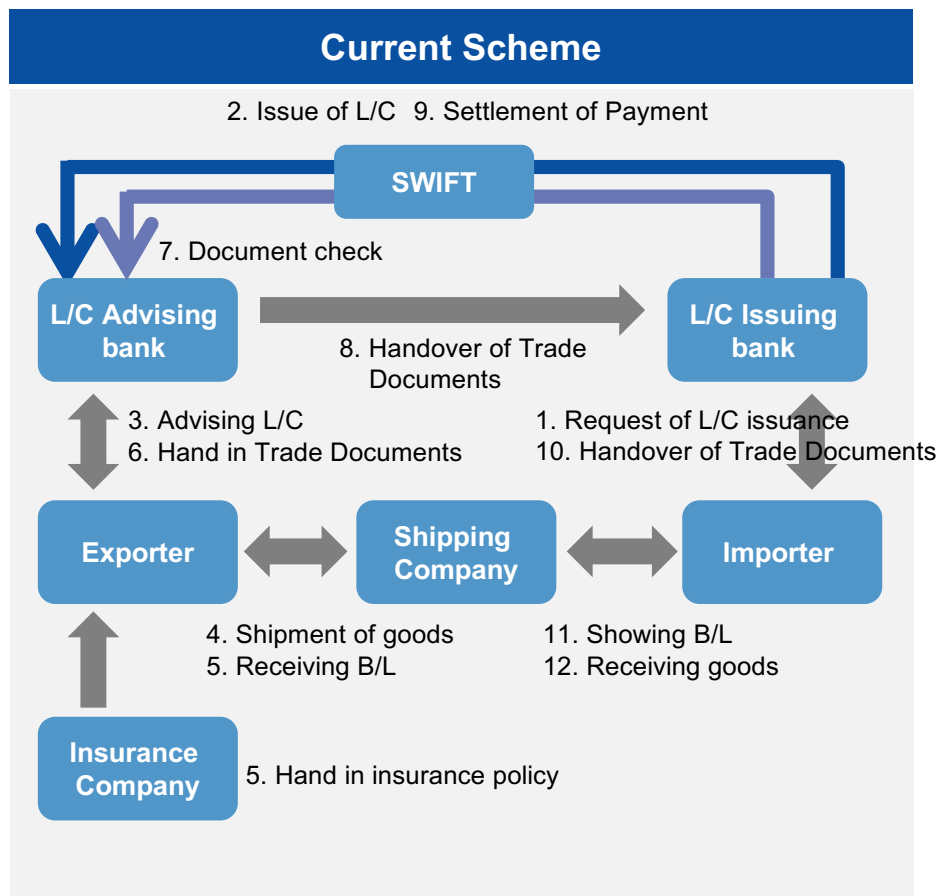 Current Scheme
2. Issue of L/C 9. Settlement of Payment
SWIFT
7. Document check
L/C Advising
bank
L/C Issuing
bank
8. Handover of Trade
Documents
3. Advising L/C
6. Hand in Trade Documents
1. Request of L/C issuance
10. Handover of Trade Documents
Exporter
Shipping
Company
Importer
4. Shipment of goods
5. Receiving B/L
11. Showing B/L
12. Receiving goods
Insurance
Company
5. Hand in insurance policy